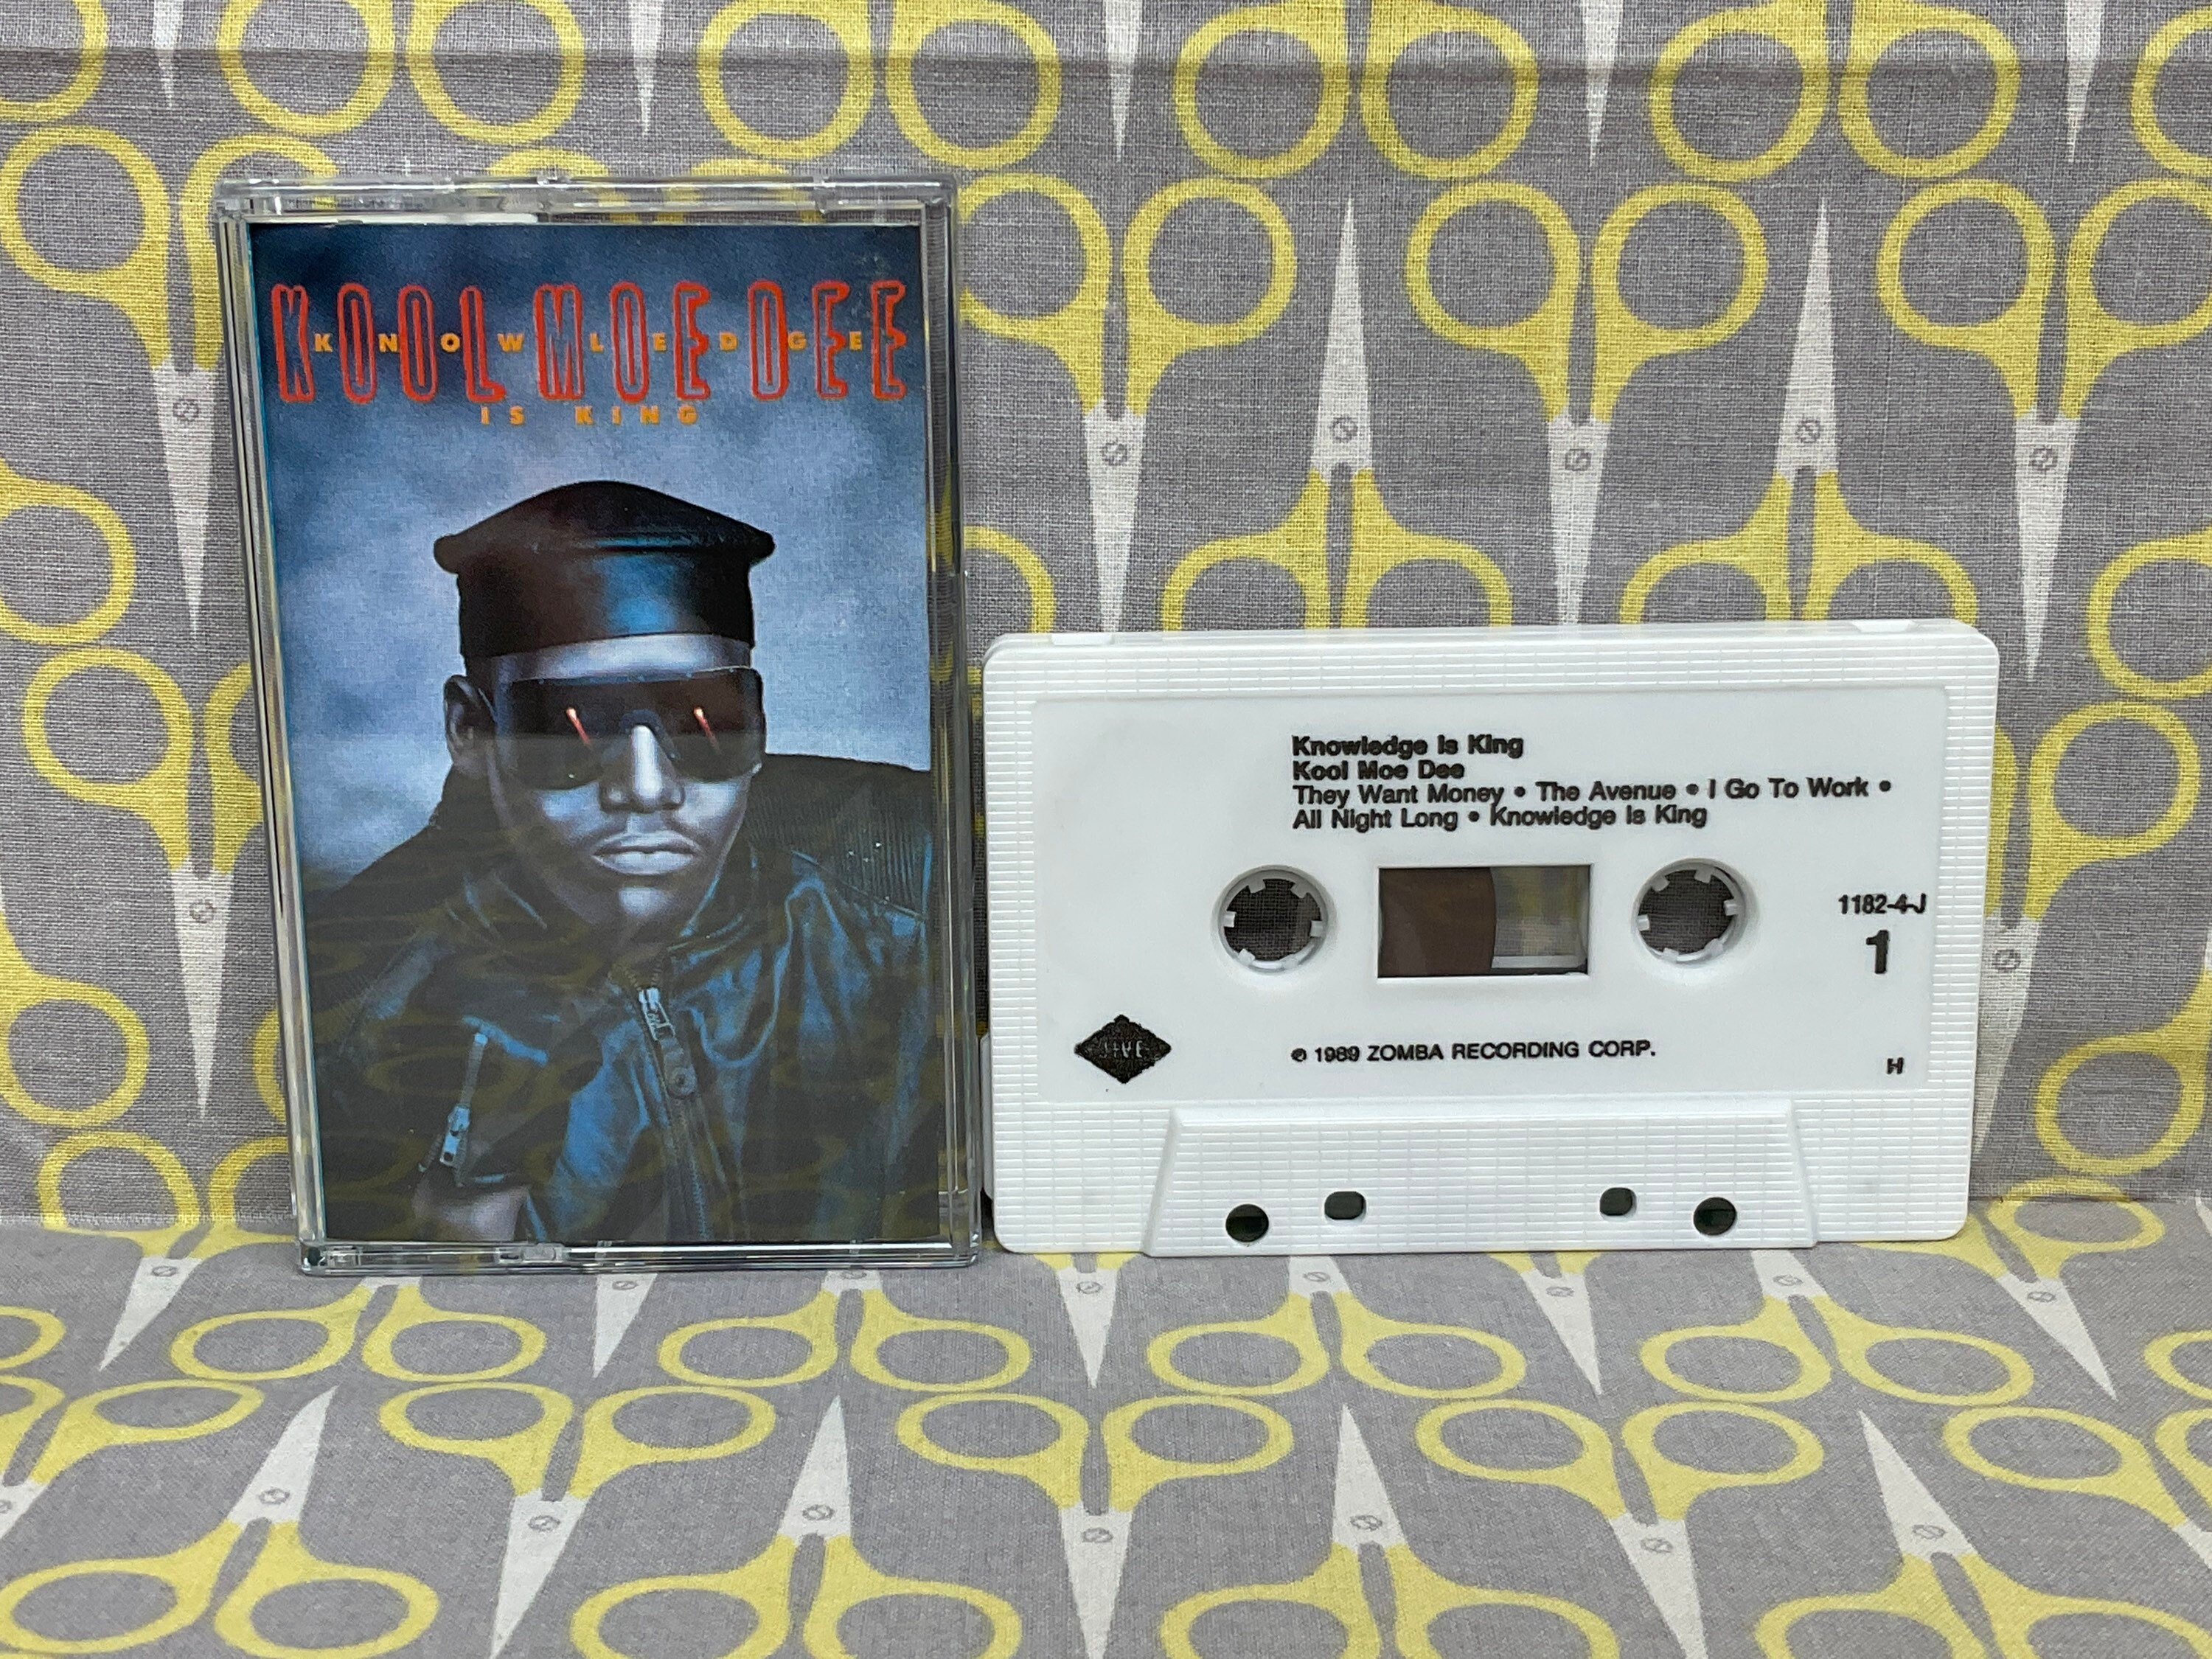 KOOL MOE DEE
KNOWLEDGE
IS KING
Knowledge Is King
Kool Moe Dee
They Want Money • The Avenue • I Go To Work •
All Night Long • Knowledge Is King
1182-4-J
1
JIVE
℗ 1989 ZOMBA RECORDING CORP.
H